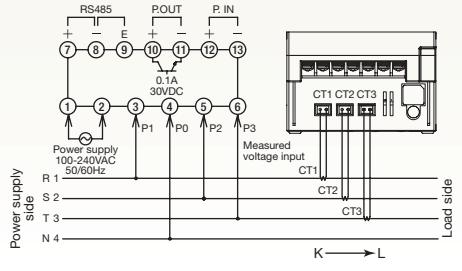 RS485 P.OUT P. IN
+ − E + − + −
7 8 9 10 11 12 13
0.1A
30VDC
1 2 3 4 5 6
P1 P0 P2 P3
Power supply
100-240VAC
50/60Hz
Measured
voltage input
CT1 CT2 CT3
CT1
CT2
CT3
Power supply
side
R 1
S 2
T 3
N 4
Load side
K L